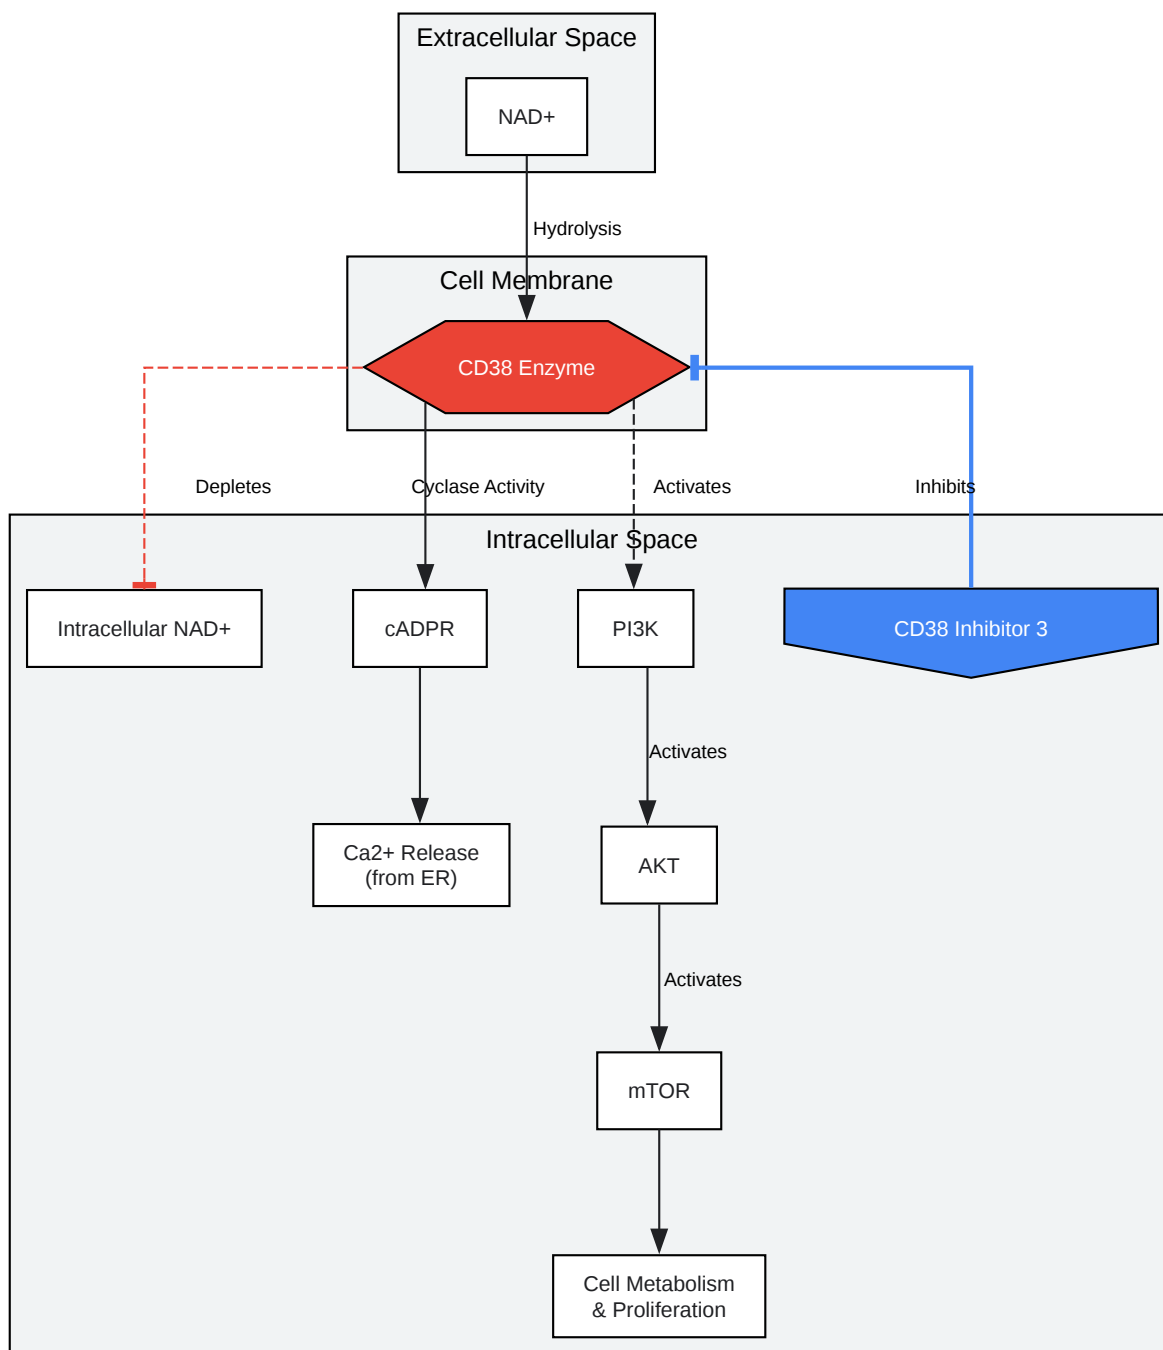 Extracellular Space
NAD+
Hydrolysis
Cell Membrane
CD38 Enzyme
Depletes
Cyclase Activity
Activates
Inhibits
Intracellular Space
Intracellular NAD+
cADPR
PI3K
CD38 Inhibitor 3
Activates
Ca2+ Release
(from ER)
AKT
Activates
mTOR
Cell Metabolism
& Proliferation